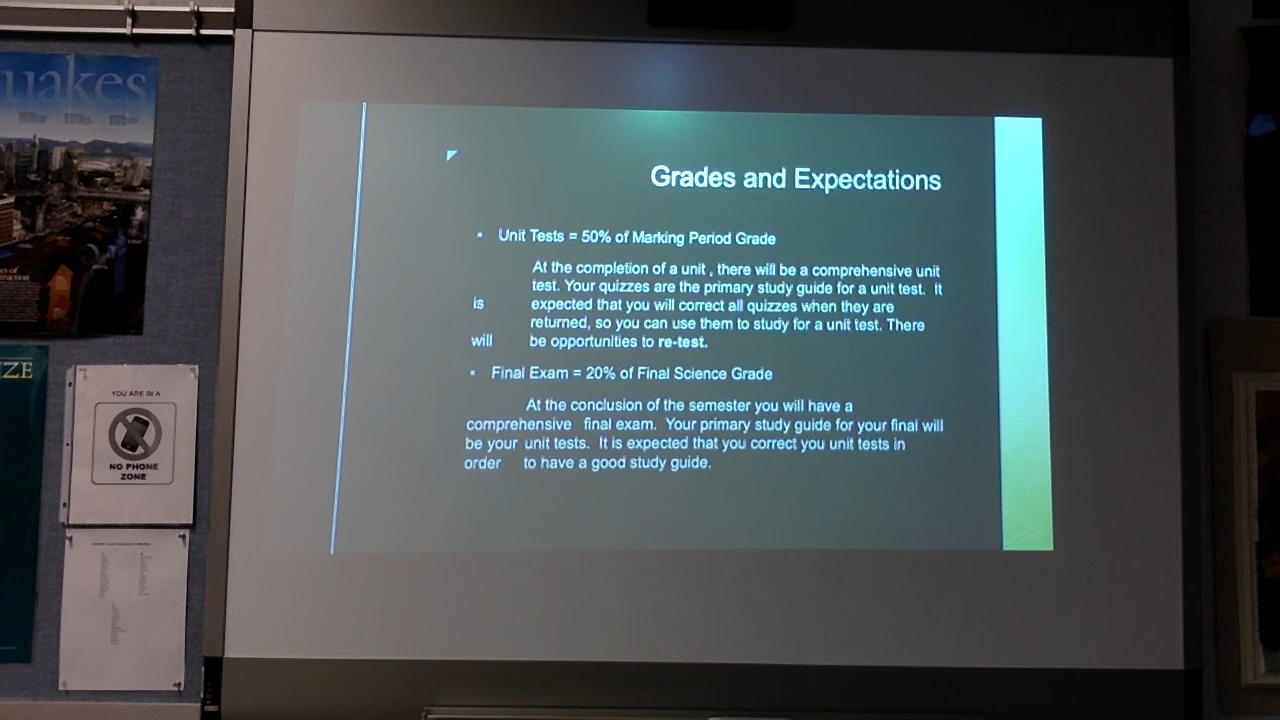 uakes
ZE
YOU ARE IN A
NO PHONE
ZONE
Grades and Expectations
▪ Unit Tests = 50% of Marking Period Grade
At the completion of a unit , there will be a comprehensive unit
test. Your quizzes are the primary study guide for a unit test. It
is expected that you will correct all quizzes when they are
returned, so you can use them to study for a unit test. There
will be opportunities to re-test.
▪ Final Exam = 20% of Final Science Grade
At the conclusion of the semester you will have a
comprehensive final exam. Your primary study guide for your final will
be your unit tests. It is expected that you correct you unit tests in
order to have a good study guide.